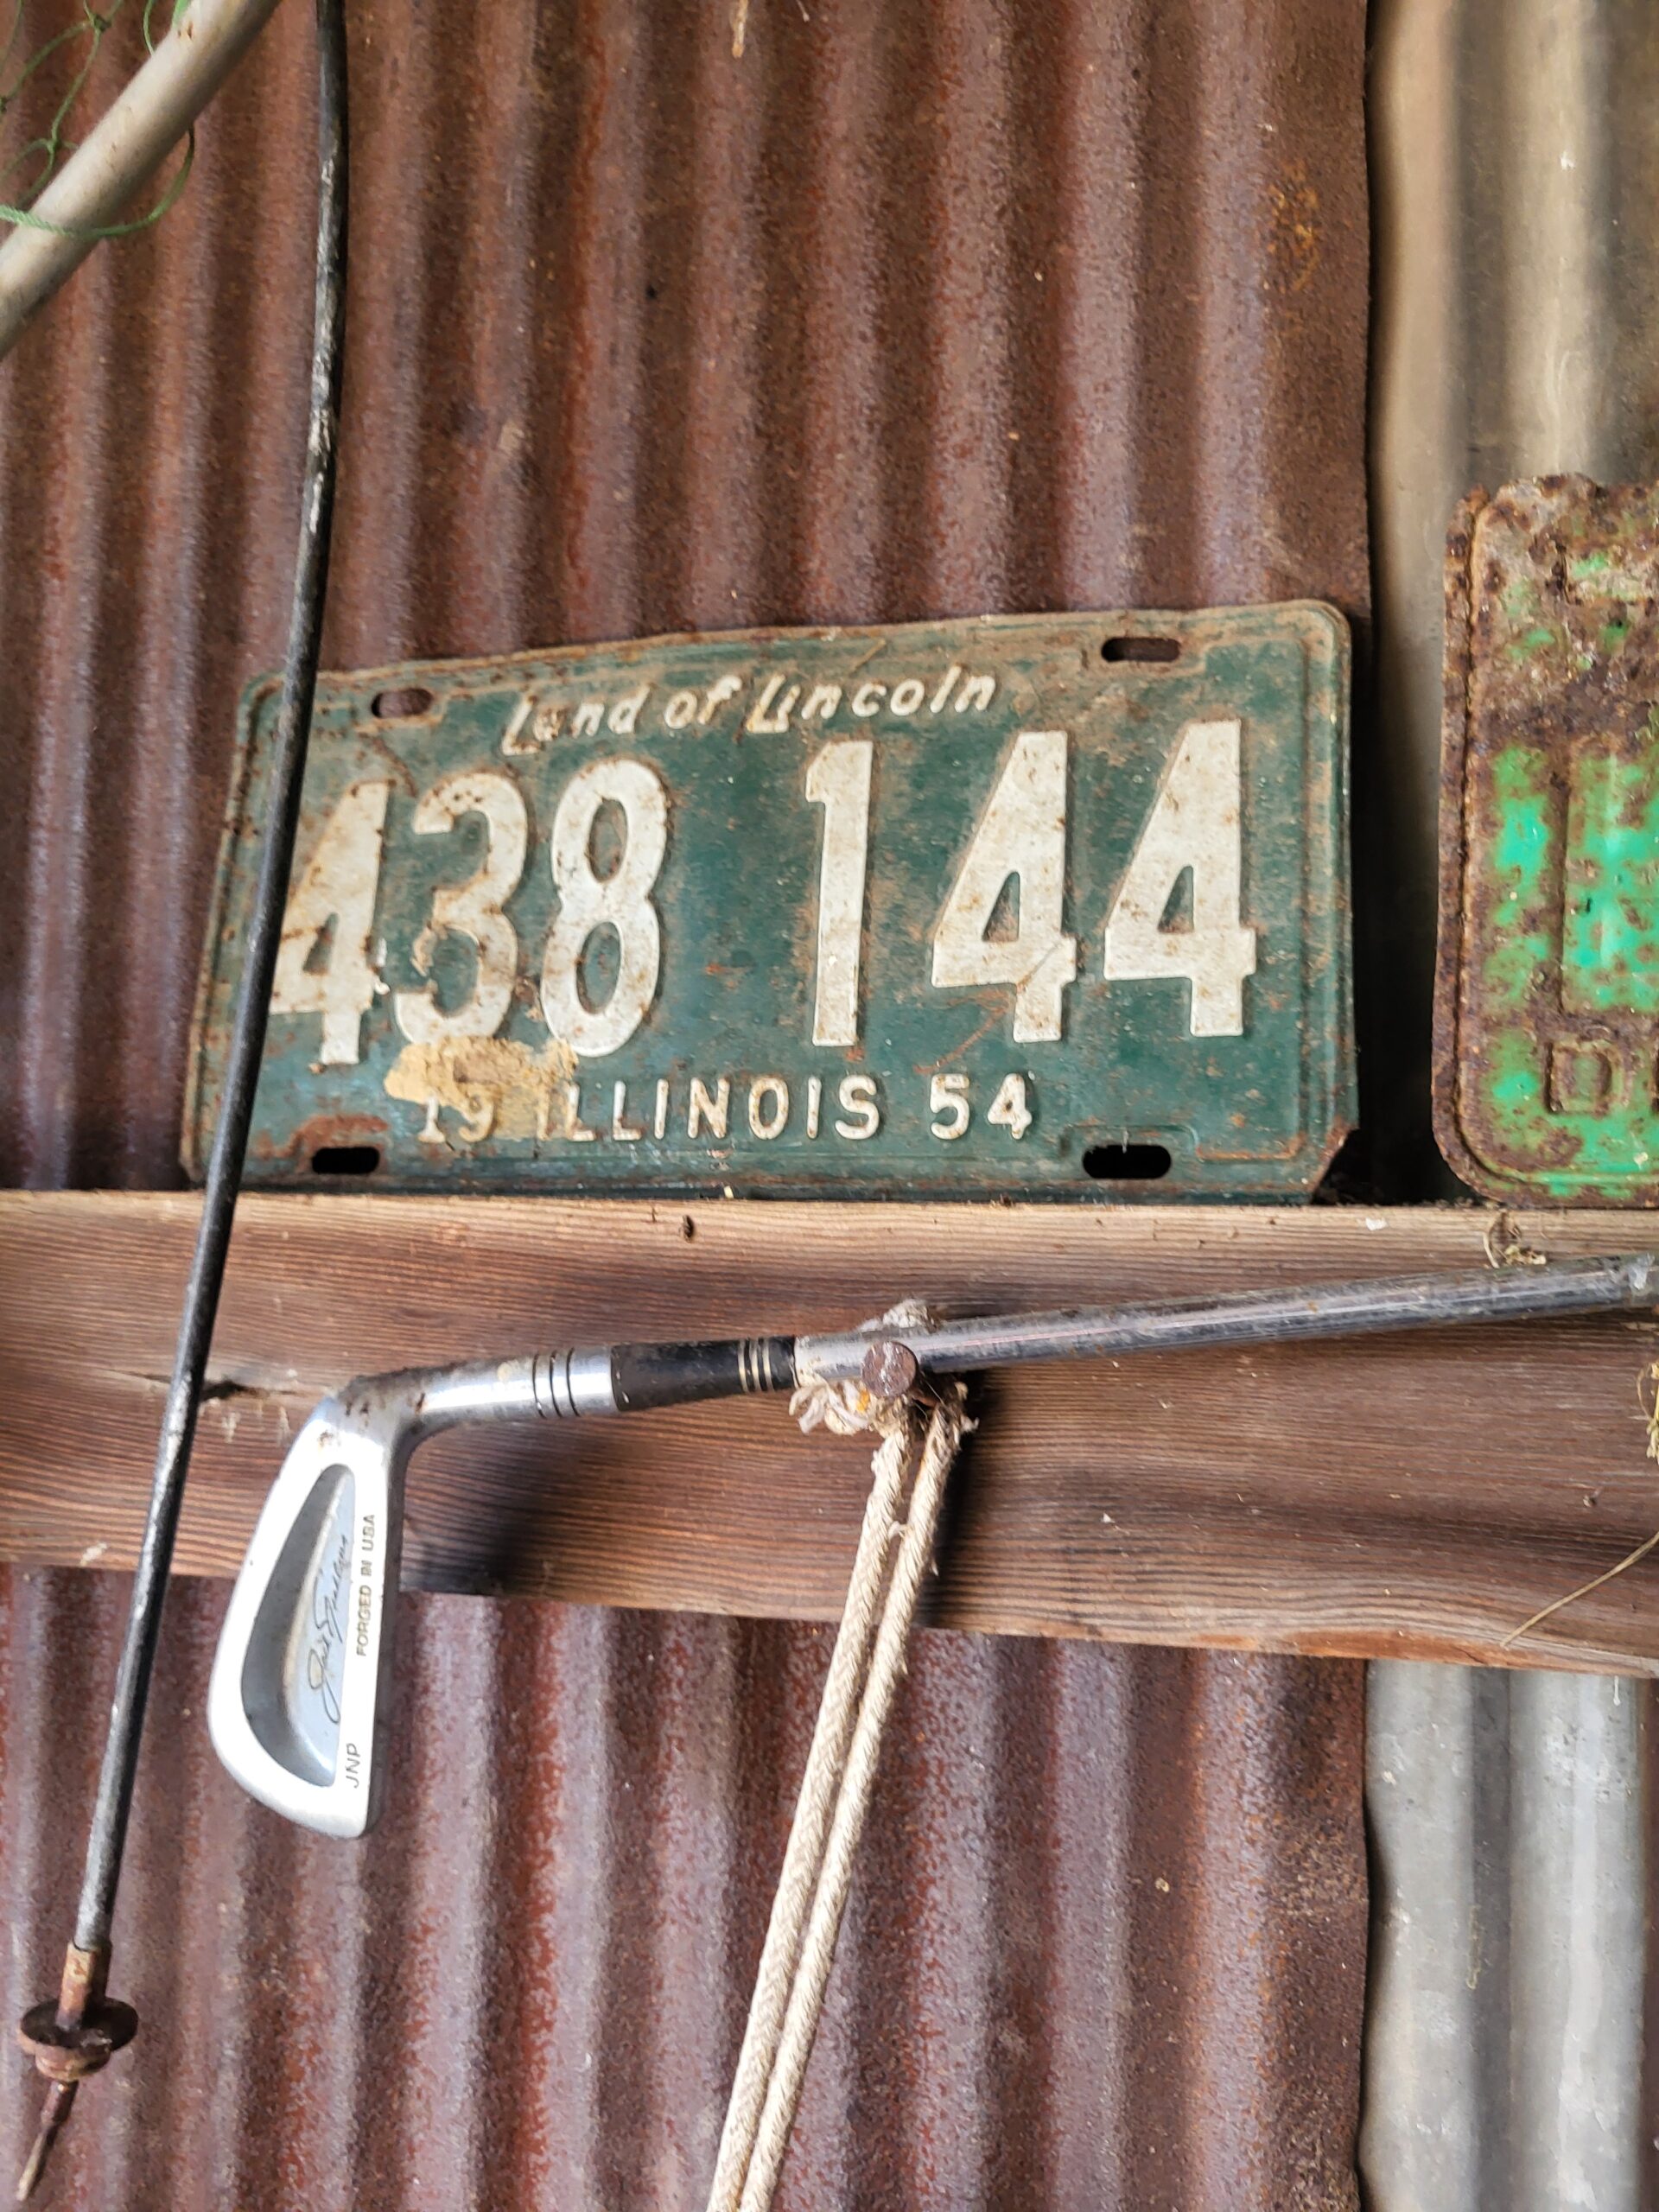 Land of Lincoln
438 144
19 ILLINOIS 54
FORGED IN USA
JNP